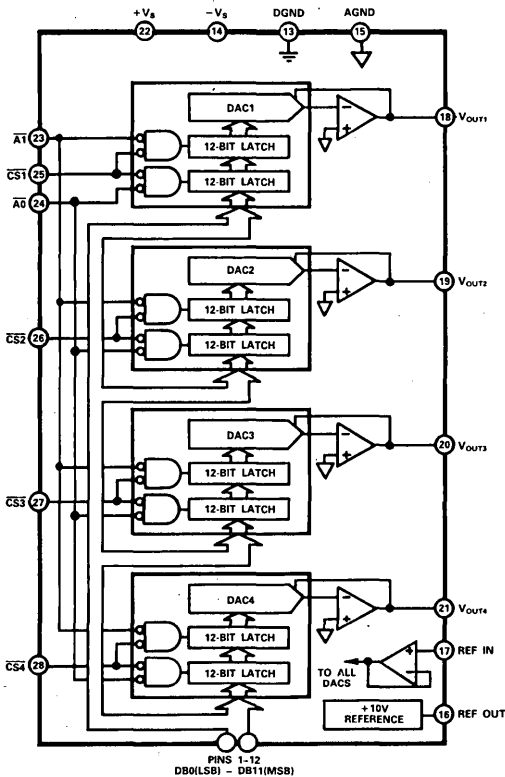 +VS −VS DGND AGND
22 14 13 15
DAC1
A1 23
18 VOUT1
12-BIT LATCH
CS1 25
12-BIT LATCH
A0 24
DAC2
19 VOUT2
12-BIT LATCH
CS2 26
12-BIT LATCH
DAC3
20 VOUT3
12-BIT LATCH
CS3 27
12-BIT LATCH
DAC4
21 VOUT4
12-BIT LATCH
CS4 28
12-BIT LATCH
17 REF IN
TO ALL
DACS
+10V
REFERENCE
16 REF OUT
PINS 1-12
DB0(LSB) – DB11(MSB)